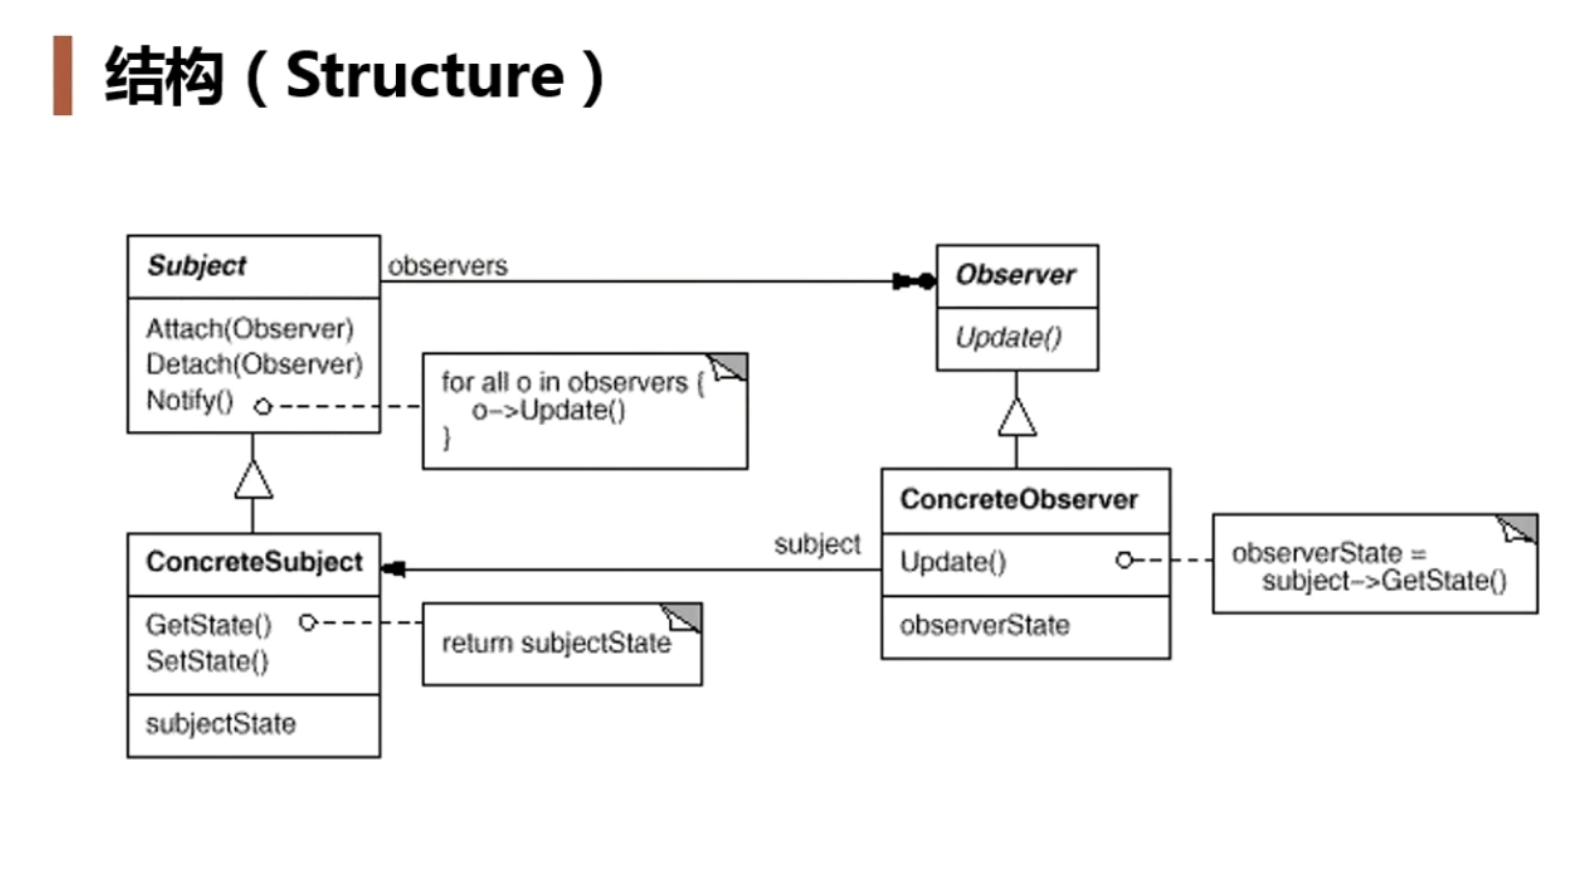 结构（Structure）
Subject
observers
Observer
Attach(Observer)
Detach(Observer)
Notify()
Update()
for all o in observers {
o->Update()
}
ConcreteSubject
subject
ConcreteObserver
GetState()
SetState()
return subjectState
Update()
observerState =
subject->GetState()
subjectState
observerState